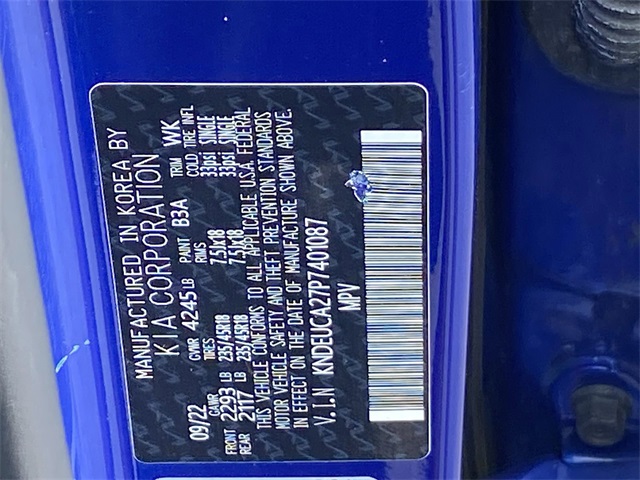 MANUFACTURED IN KOREA BY
KIA CORPORATION
09/22 GVWR 4245 LB PAINT B3A TRIM WK
GAWR TIRES RIMS COLD TIRE INFL
FRONT 2293 LB 235/45R18 7.5Jx18 33psi SINGLE
REAR 2117 LB 235/45R18 7.5Jx18 33psi SINGLE
THIS VEHICLE CONFORMS TO ALL APPLICABLE U.S.A. FEDERAL
MOTOR VEHICLE SAFETY AND THEFT PREVENTION STANDARDS
IN EFFECT ON THE DATE OF MANUFACTURE SHOWN ABOVE.
V.I.N KNDEUCA27P7401087
MPV